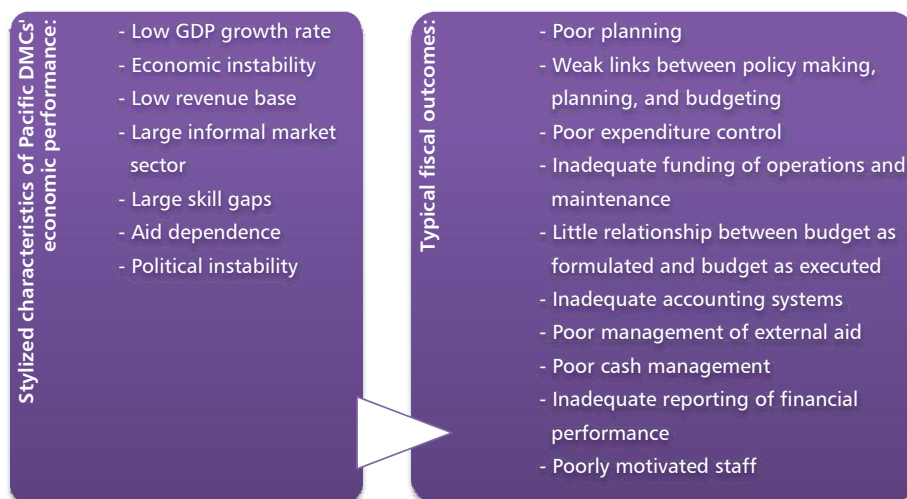 Stylized characteristics of Pacific DMCs'
economic performance:
- Low GDP growth rate
- Economic instability
- Low revenue base
- Large informal market
sector
- Large skill gaps
- Aid dependence
- Political instability
Typical fiscal outcomes:
- Poor planning
- Weak links between policy making,
planning, and budgeting
- Poor expenditure control
- Inadequate funding of operations and
maintenance
- Little relationship between budget as
formulated and budget as executed
- Inadequate accounting systems
- Poor management of external aid
- Poor cash management
- Inadequate reporting of financial
performance
- Poorly motivated staff